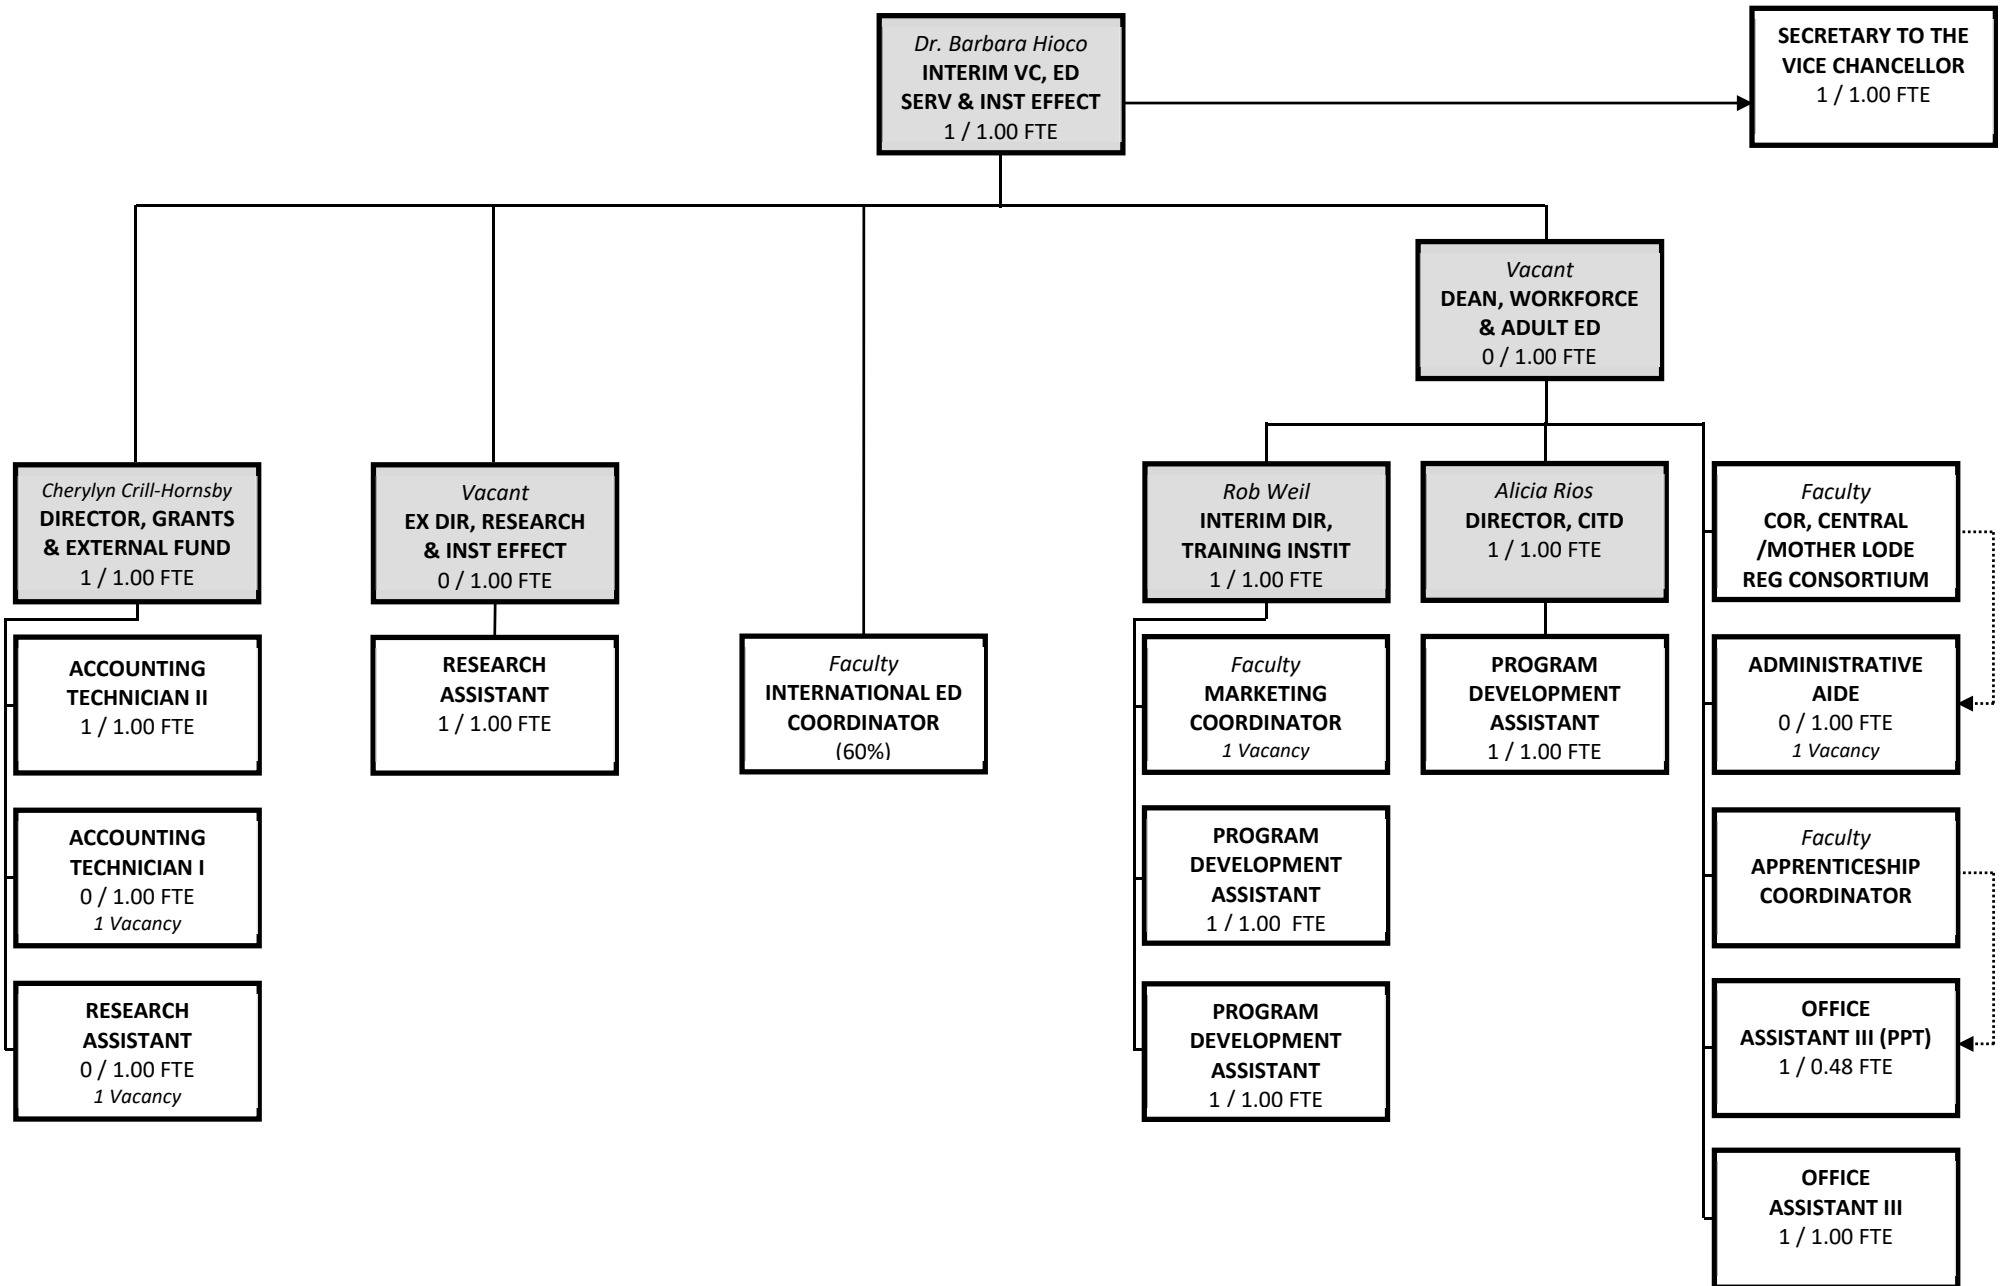 Dr. Barbara Hioco
INTERIM VC, ED
SERV & INST EFFECT
1 / 1.00 FTE
SECRETARY TO THE
VICE CHANCELLOR
1 / 1.00 FTE
Vacant
DEAN, WORKFORCE
& ADULT ED
0 / 1.00 FTE
Cherylyn Crill-Hornsby
DIRECTOR, GRANTS
& EXTERNAL FUND
1 / 1.00 FTE
Vacant
EX DIR, RESEARCH
& INST EFFECT
0 / 1.00 FTE
Rob Weil
INTERIM DIR,
TRAINING INSTIT
1 / 1.00 FTE
Alicia Rios
DIRECTOR, CITD
1 / 1.00 FTE
Faculty
COR, CENTRAL
/MOTHER LODE
REG CONSORTIUM
ACCOUNTING
TECHNICIAN II
1 / 1.00 FTE
RESEARCH
ASSISTANT
1 / 1.00 FTE
Faculty
INTERNATIONAL ED
COORDINATOR
(60%)
Faculty
MARKETING
COORDINATOR
1 Vacancy
PROGRAM
DEVELOPMENT
ASSISTANT
1 / 1.00 FTE
ADMINISTRATIVE
AIDE
0 / 1.00 FTE
1 Vacancy
ACCOUNTING
TECHNICIAN I
0 / 1.00 FTE
1 Vacancy
PROGRAM
DEVELOPMENT
ASSISTANT
1 / 1.00  FTE
Faculty
APPRENTICESHIP
COORDINATOR
RESEARCH
ASSISTANT
0 / 1.00 FTE
1 Vacancy
PROGRAM
DEVELOPMENT
ASSISTANT
1 / 1.00 FTE
OFFICE
ASSISTANT III (PPT)
1 / 0.48 FTE
OFFICE
ASSISTANT III
1 / 1.00 FTE